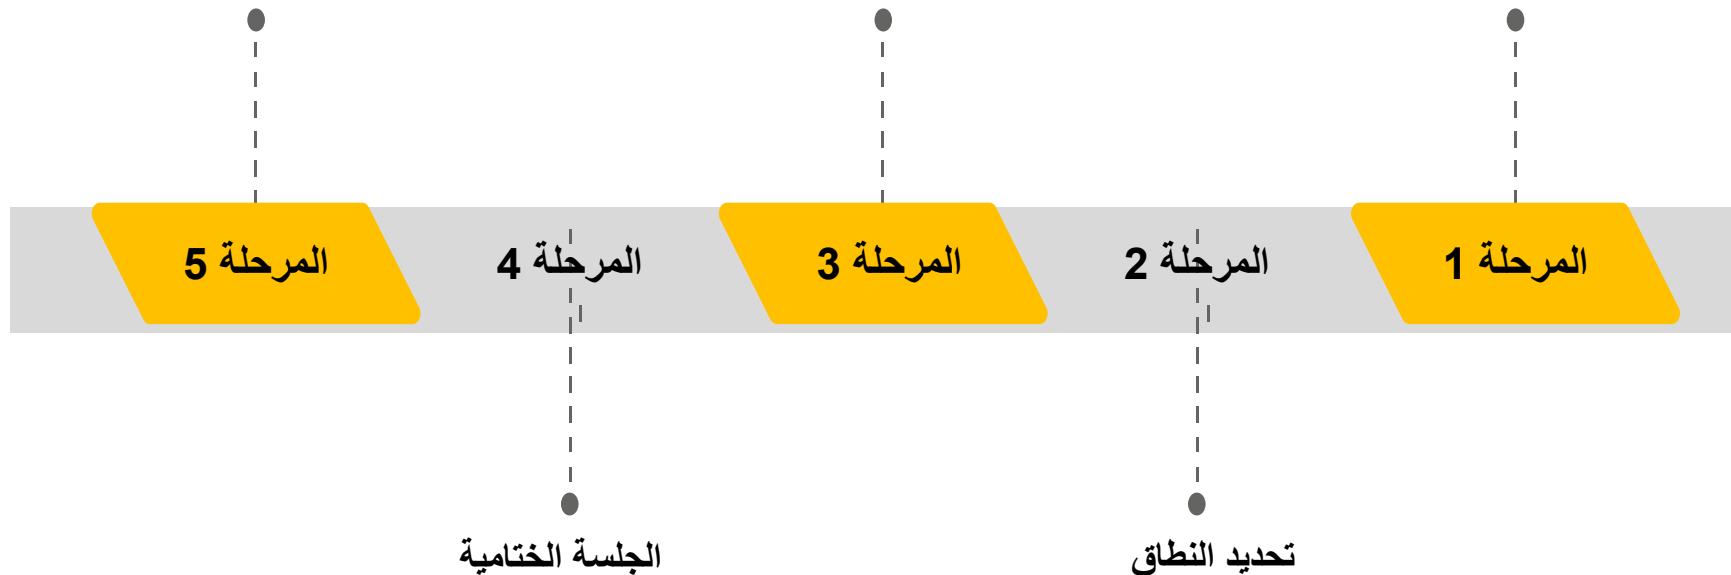 المرحلة 1
المرحلة 2
المرحلة 3
المرحلة 4
المرحلة 5
تحديد النطاق
الجلسة الختامية